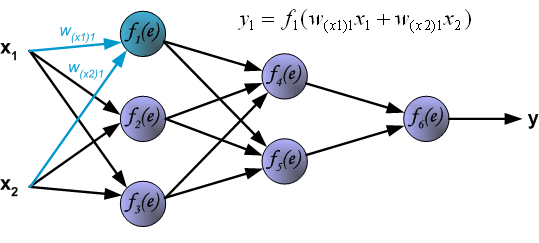 y₁ = f₁(w₍ₓ₁₎₁x₁ + w₍ₓ₂₎₁x₂)
f₁(e)
w₍ₓ₁₎₁
x₁
w₍ₓ₂₎₁
f₄(e)
f₂(e)
f₆(e)
y
f₅(e)
x₂
f₃(e)